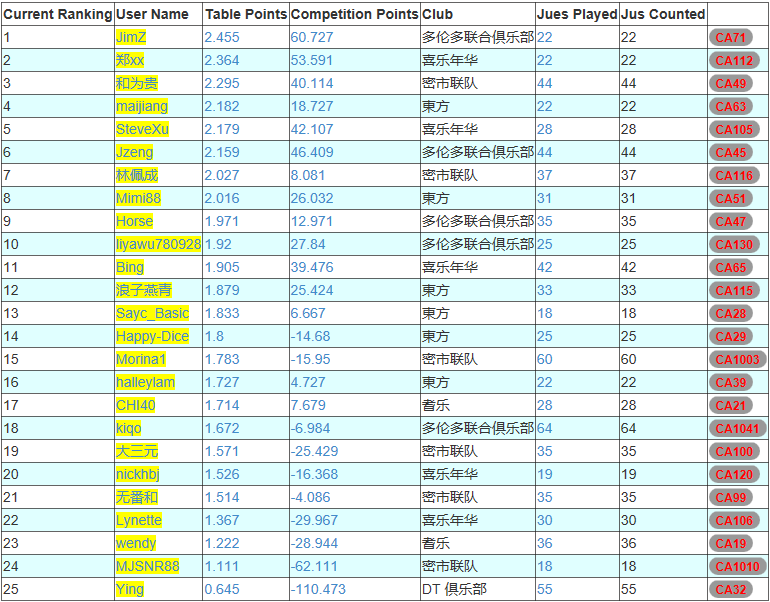 Current Ranking User Name Table Points Competition Points Club Jues Played Jus Counted
1 JimZ 2.455 60.727 多伦多联合俱乐部 22 22 CA71
2 郑xx 2.364 53.591 喜乐年华 22 22 CA112
3 和为贵 2.295 40.114 密市联队 44 44 CA49
4 maijiang 2.182 18.727 東方 22 22 CA63
5 SteveXu 2.179 42.107 喜乐年华 28 28 CA105
6 Jzeng 2.159 46.409 多伦多联合俱乐部 44 44 CA45
7 林佩成 2.027 8.081 密市联队 37 37 CA116
8 Mimi88 2.016 26.032 東方 31 31 CA51
9 Horse 1.971 12.971 多伦多联合俱乐部 35 35 CA47
10 liyawu780928 1.92 27.84 多伦多联合俱乐部 25 25 CA130
11 Bing 1.905 39.476 喜乐年华 42 42 CA65
12 浪子燕青 1.879 25.424 東方 33 33 CA115
13 Sayc_Basic 1.833 6.667 東方 18 18 CA28
14 Happy-Dice 1.8 -14.68 東方 25 25 CA29
15 Morina1 1.783 -15.95 密市联队 60 60 CA1003
16 halleylam 1.727 4.727 東方 22 22 CA39
17 CHI40 1.714 7.679 耆乐 28 28 CA21
18 kiqo 1.672 -6.984 多伦多联合俱乐部 64 64 CA1041
19 大三元 1.571 -25.429 密市联队 35 35 CA100
20 nickhbj 1.526 -16.368 喜乐年华 19 19 CA120
21 无番和 1.514 -4.086 密市联队 35 35 CA99
22 Lynette 1.367 -29.967 喜乐年华 30 30 CA106
23 wendy 1.222 -28.944 耆乐 36 36 CA19
24 MJSNR88 1.111 -62.111 密市联队 18 18 CA1010
25 Ying 0.645 -110.473 DT 俱乐部 55 55 CA32